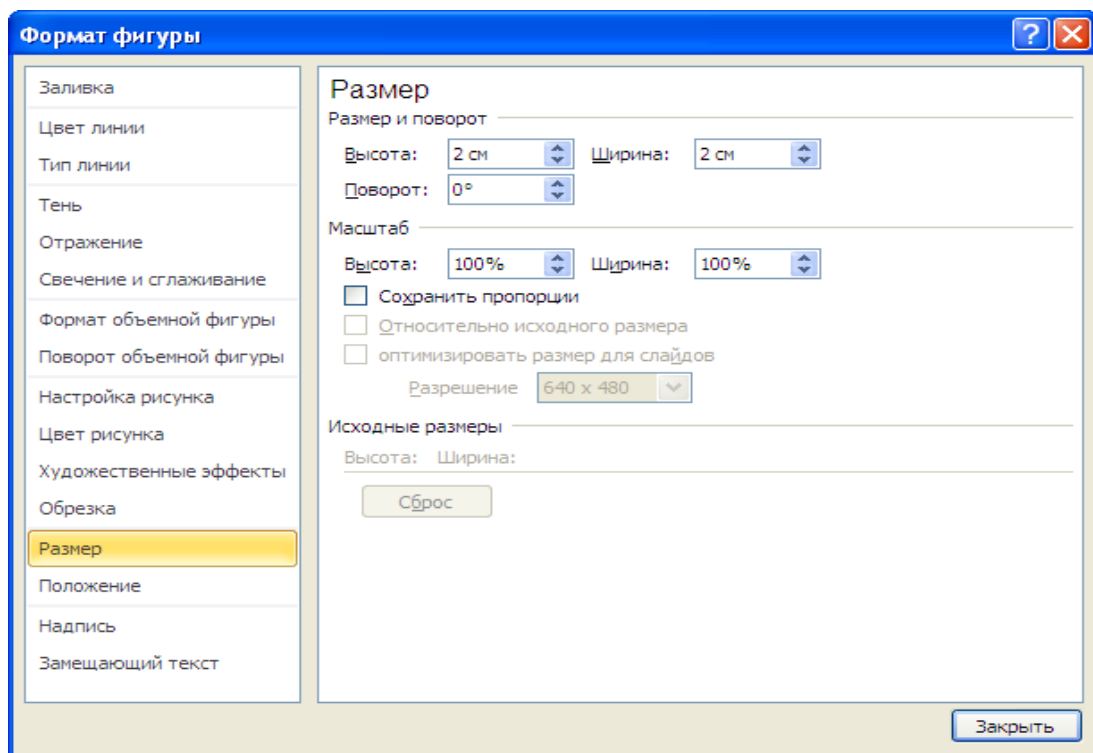 Формат фигуры
Заливка
Цвет линии
Тип линии
Тень
Отражение
Свечение и сглаживание
Формат объемной фигуры
Поворот объемной фигуры
Настройка рисунка
Цвет рисунка
Художественные эффекты
Обрезка
Размер
Положение
Надпись
Замещающий текст
Размер
Размер и поворот
Высота: 2 см Ширина: 2 см
Поворот: 0°
Масштаб
Высота: 100% Ширина: 100%
Сохранить пропорции
Относительно исходного размера
оптимизировать размер для слайдов
Разрешение 640 x 480
Исходные размеры
Высота: Ширина:
Сброс
Закрыть